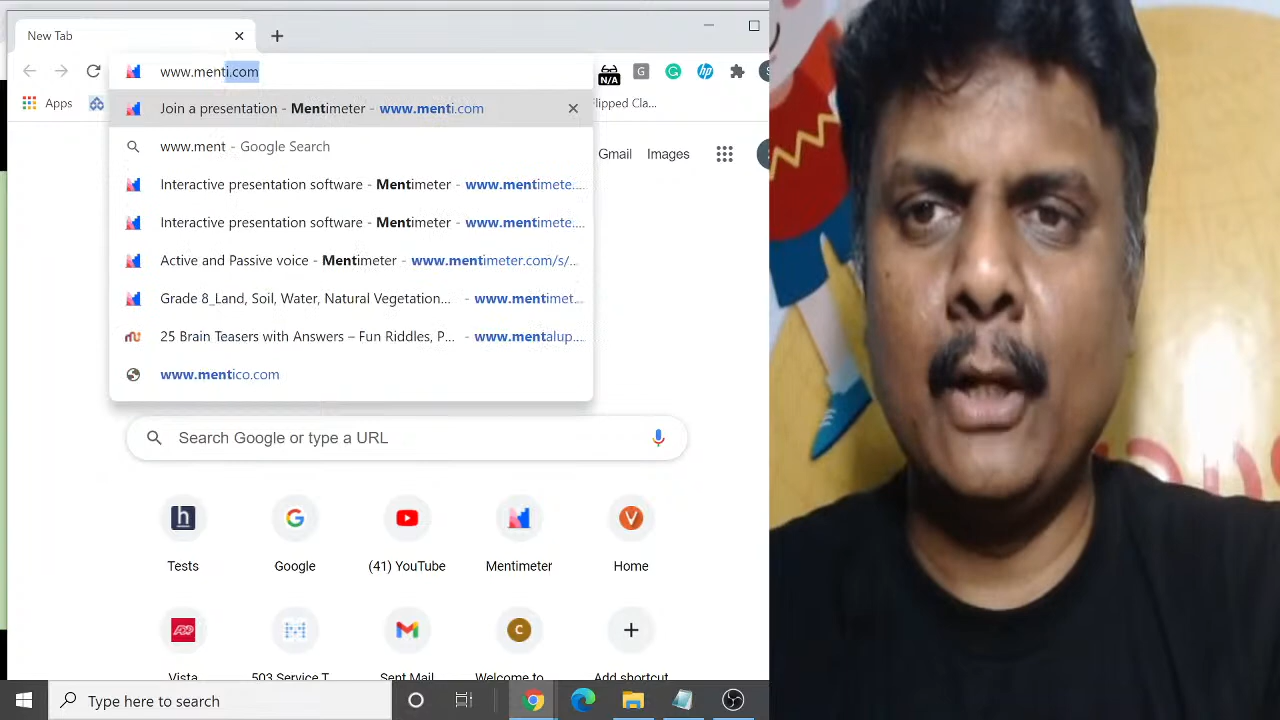 New Tab
www.menti.com
N/A
G
hp
S
Apps
lipped Cla...
Join a presentation - Mentimeter - www.menti.com
www.ment - Google Search
Gmail
Images
S
Interactive presentation software - Mentimeter - www.mentimete....
Interactive presentation software - Mentimeter - www.mentimete....
Active and Passive voice - Mentimeter - www.mentimeter.com/s/...
Grade 8_Land, Soil, Water, Natural Vegetation... - www.mentimet...
25 Brain Teasers with Answers – Fun Riddles, P... - www.mentalup....
www.mentico.com
Search Google or type a URL
h
G
V
Tests
Google
(41) YouTube
Mentimeter
Home
ADP
C
Vista
503 Service T
Sent Mail
Welcome to
Add shortcut
Type here to search